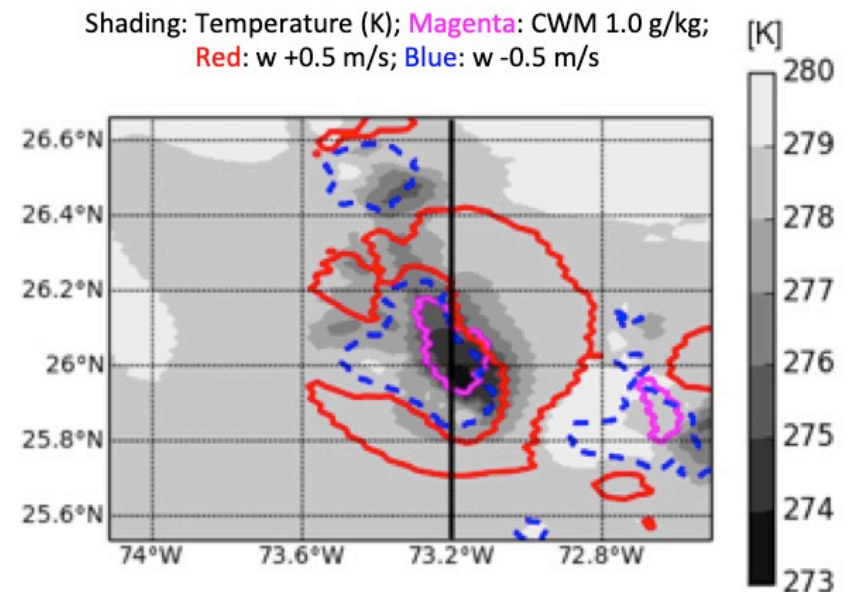 Shading: Temperature (K); Magenta: CWM 1.0 g/kg;
Red: w +0.5 m/s; Blue: w -0.5 m/s
[K]
280
279
278
277
276
275
274
273
26.6°N
26.4°N
26.2°N
26°N
25.8°N
25.6°N
74°W 73.6°W 73.2°W 72.8°W